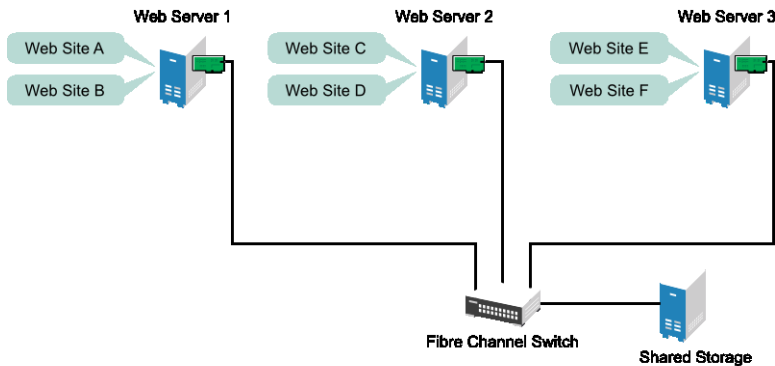 Web Server 1
Web Server 2
Web Server 3
Web Site A
Web Site C
Web Site E
Web Site B
Web Site D
Web Site F
Fibre Channel Switch
Shared Storage